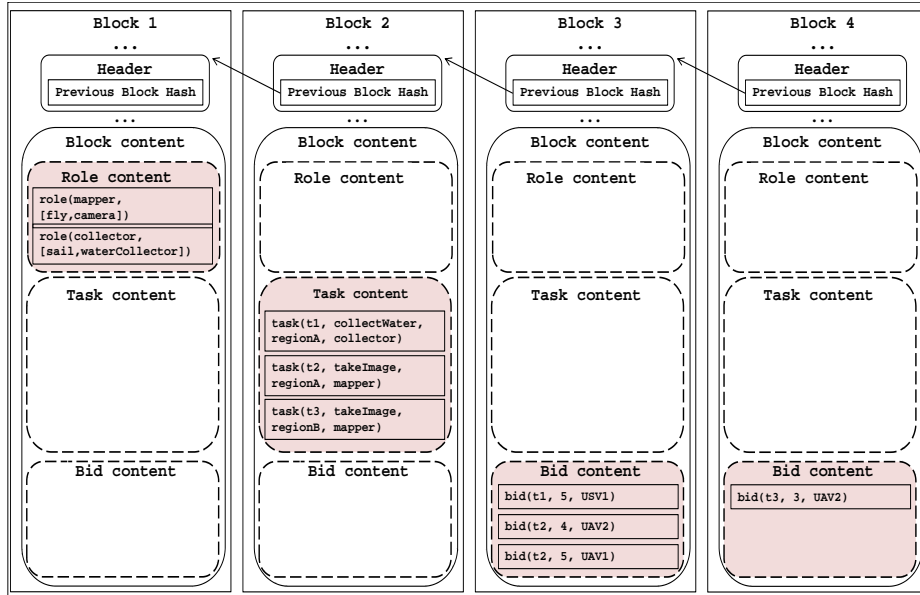 Block 1
...
Header
Previous Block Hash
...
Block content
Role content
role(mapper,
[fly,camera])
role(collector,
[sail,waterCollector])
Task content
Bid content
Block 2
...
Header
Previous Block Hash
...
Block content
Role content
Task content
task(t1, collectWater,
regionA, collector)
task(t2, takeImage,
regionA, mapper)
task(t3, takeImage,
regionB, mapper)
Bid content
Block 3
...
Header
Previous Block Hash
...
Block content
Role content
Task content
Bid content
bid(t1, 5, USV1)
bid(t2, 4, UAV2)
bid(t2, 5, UAV1)
Block 4
...
Header
Previous Block Hash
...
Block content
Role content
Task content
Bid content
bid(t3, 3, UAV2)